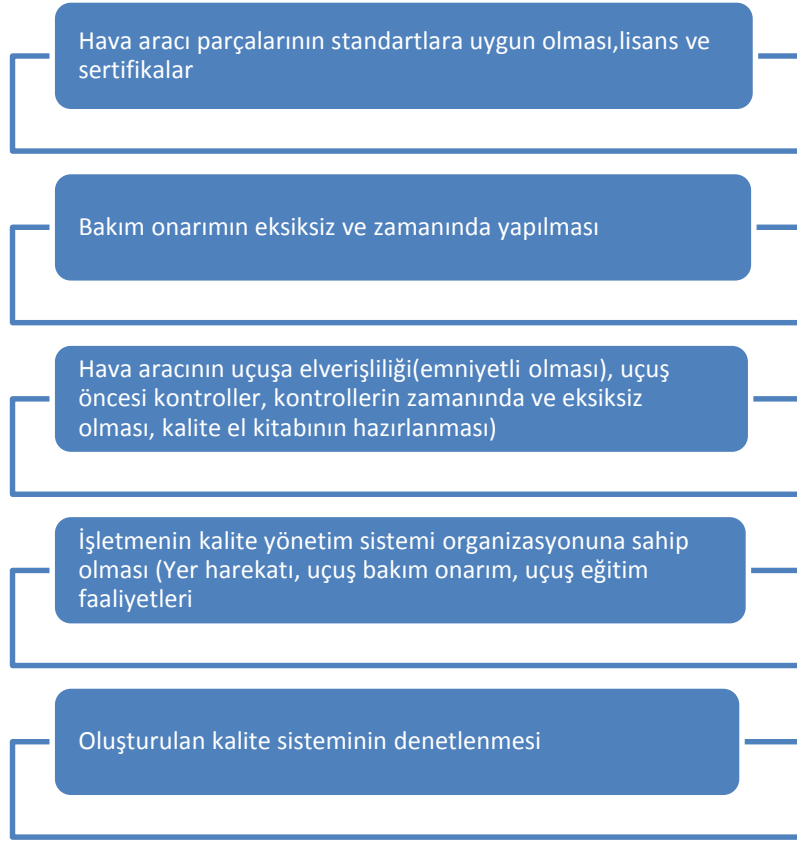 Hava aracı parçalarının standartlara uygun olması,lisans ve
sertifikalar
Bakım onarımın eksiksiz ve zamanında yapılması
Hava aracının uçuşa elverişliliği(emniyetli olması), uçuş
öncesi kontroller, kontrollerin zamanında ve eksiksiz
olması, kalite el kitabının hazırlanması)
İşletmenin kalite yönetim sistemi organizasyonuna sahip
olması (Yer harekatı, uçuş bakım onarım, uçuş eğitim
faaliyetleri
Oluşturulan kalite sisteminin denetlenmesi